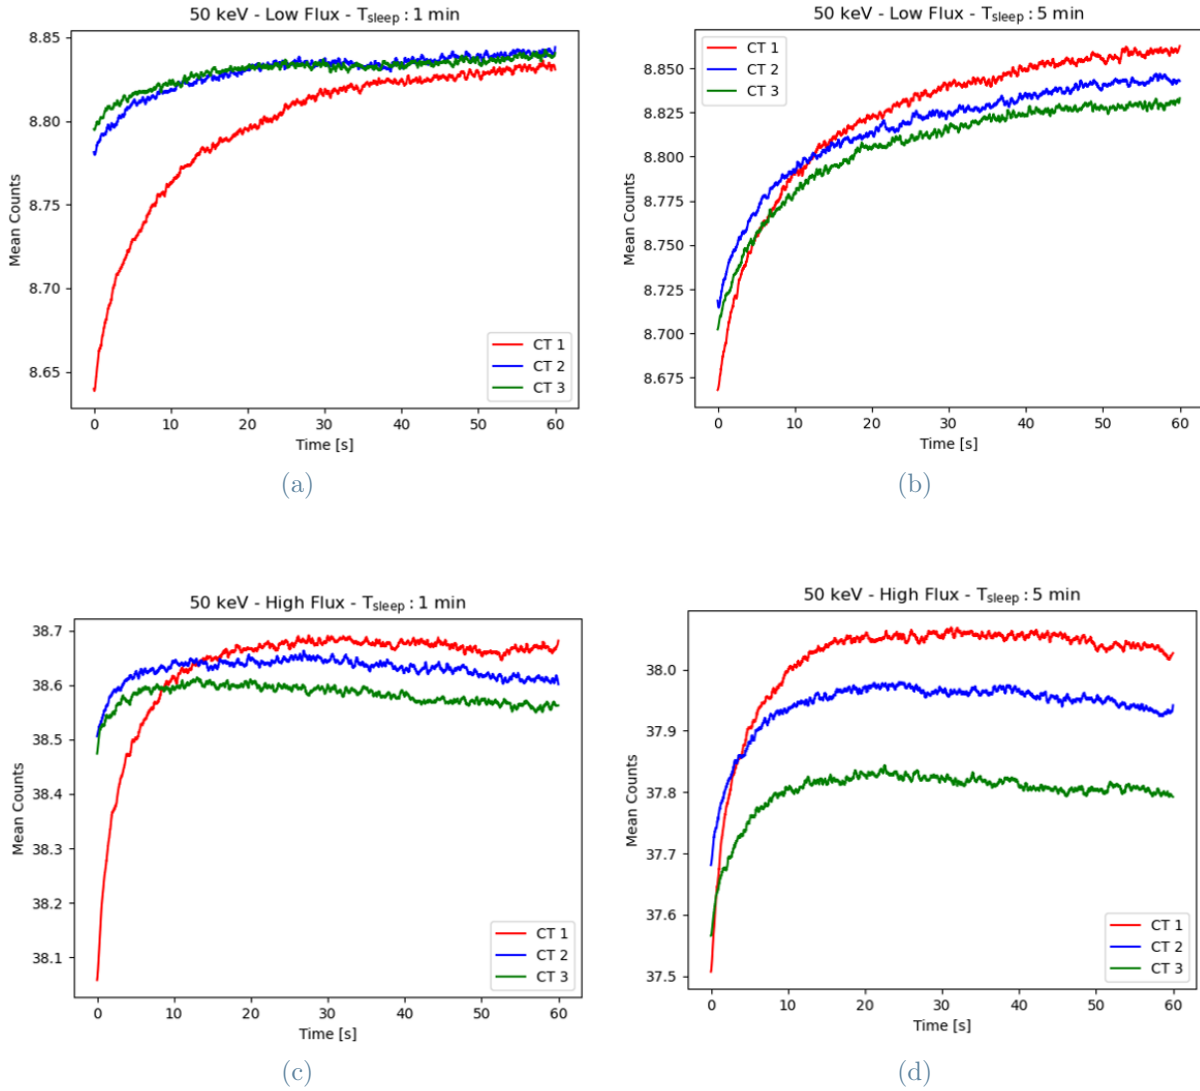 50 keV - Low Flux - Tsleep : 1 min
8.85
8.80
8.75
8.70
8.65
Mean Counts
CT 1
CT 2
CT 3
0 10 20 30 40 50 60
Time [s]
(a)
50 keV - Low Flux - Tsleep : 5 min
CT 1
CT 2
CT 3
8.850
8.825
8.800
8.775
8.750
8.725
8.700
8.675
Mean Counts
0 10 20 30 40 50 60
Time [s]
(b)
50 keV - High Flux - Tsleep : 1 min
38.7
38.6
38.5
38.4
38.3
38.2
38.1
Mean Counts
CT 1
CT 2
CT 3
0 10 20 30 40 50 60
Time [s]
(c)
50 keV - High Flux - Tsleep : 5 min
38.0
37.9
37.8
37.7
37.6
37.5
Mean Counts
CT 1
CT 2
CT 3
0 10 20 30 40 50 60
Time [s]
(d)